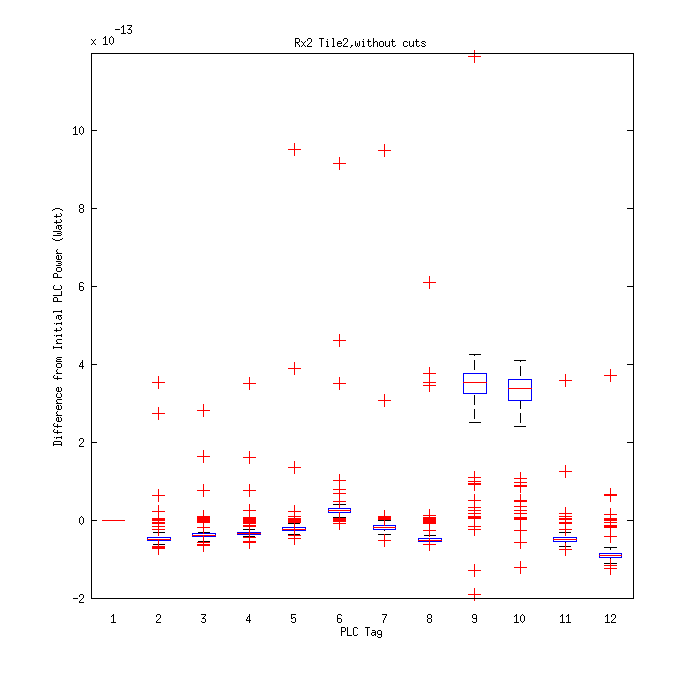 x 10^-13
Rx2 Tile2,without cuts
10
8
6
4
2
0
-2
Difference from Initial PLC Power (Watt)
1 2 3 4 5 6 7 8 9 10 11 12
PLC Tag